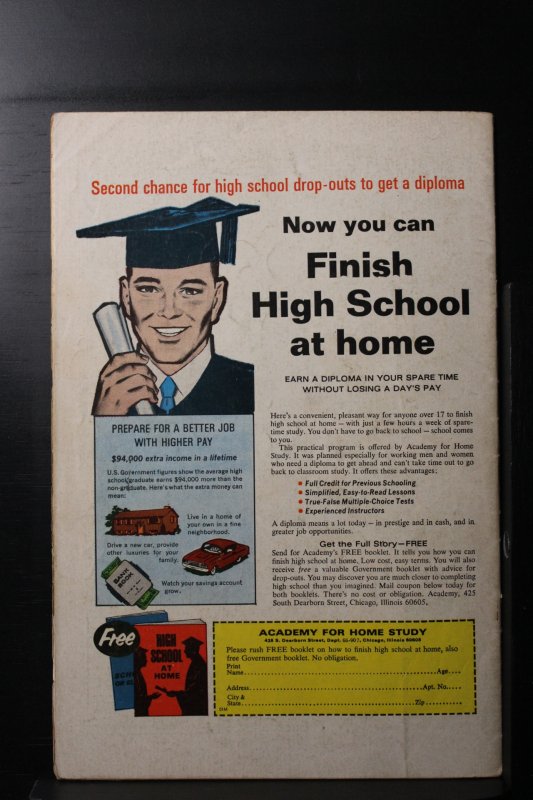 Second chance for high school drop-outs to get a diploma
Now you can
Finish
High School
at home
EARN A DIPLOMA IN YOUR SPARE TIME
WITHOUT LOSING A DAY'S PAY
PREPARE FOR A BETTER JOB
WITH HIGHER PAY
$94,000 extra income in a lifetime
U.S. Government figures show the average high
school graduate earns $94,000 more than the
non-graduate. Here's what the extra money can
mean:
Live in a home of
your own in a fine
neighborhood.
Drive a new car, provide
other luxuries for your
family.
BANK
BOOK
Watch your savings account
grow.
Here's a convenient, pleasant way for anyone over 17 to finish
high school at home — with just a few hours a week of spare-
time study. You don't have to go back to school — school comes
to you.
This practical program is offered by Academy for Home
Study. It was planned especially for working men and women
who need a diploma to get ahead and can't take time out to go
back to classroom study. It offers these advantages:
• Full Credit for Previous Schooling
• Simplified, Easy-to-Read Lessons
• True-False Multiple-Choice Tests
• Experienced Instructors
A diploma means a lot today — in prestige and in cash, and in
greater job opportunities.
Get the Full Story—FREE
Send for Academy's FREE booklet. It tells you how you can
finish high school at home. Low cost, easy terms. You will also
receive free a valuable Government booklet with advice for
drop-outs. You may discover you are much closer to completing
high school than you imagined. Mail coupon below today for
both booklets. There's no cost or obligation. Academy, 427
South Dearborn Street, Chicago, Illinois 60605.
Free
HIGH
SCHOOL
AT
HOME
ACADEMY FOR HOME STUDY
Dearborn Street, Dept. Chicago, Illinois 60605
Please rush FREE booklet on how to finish high school at home, also
free Government booklet. No obligation.
Print
Name Age
Address Apt. No.
City &
State Zip